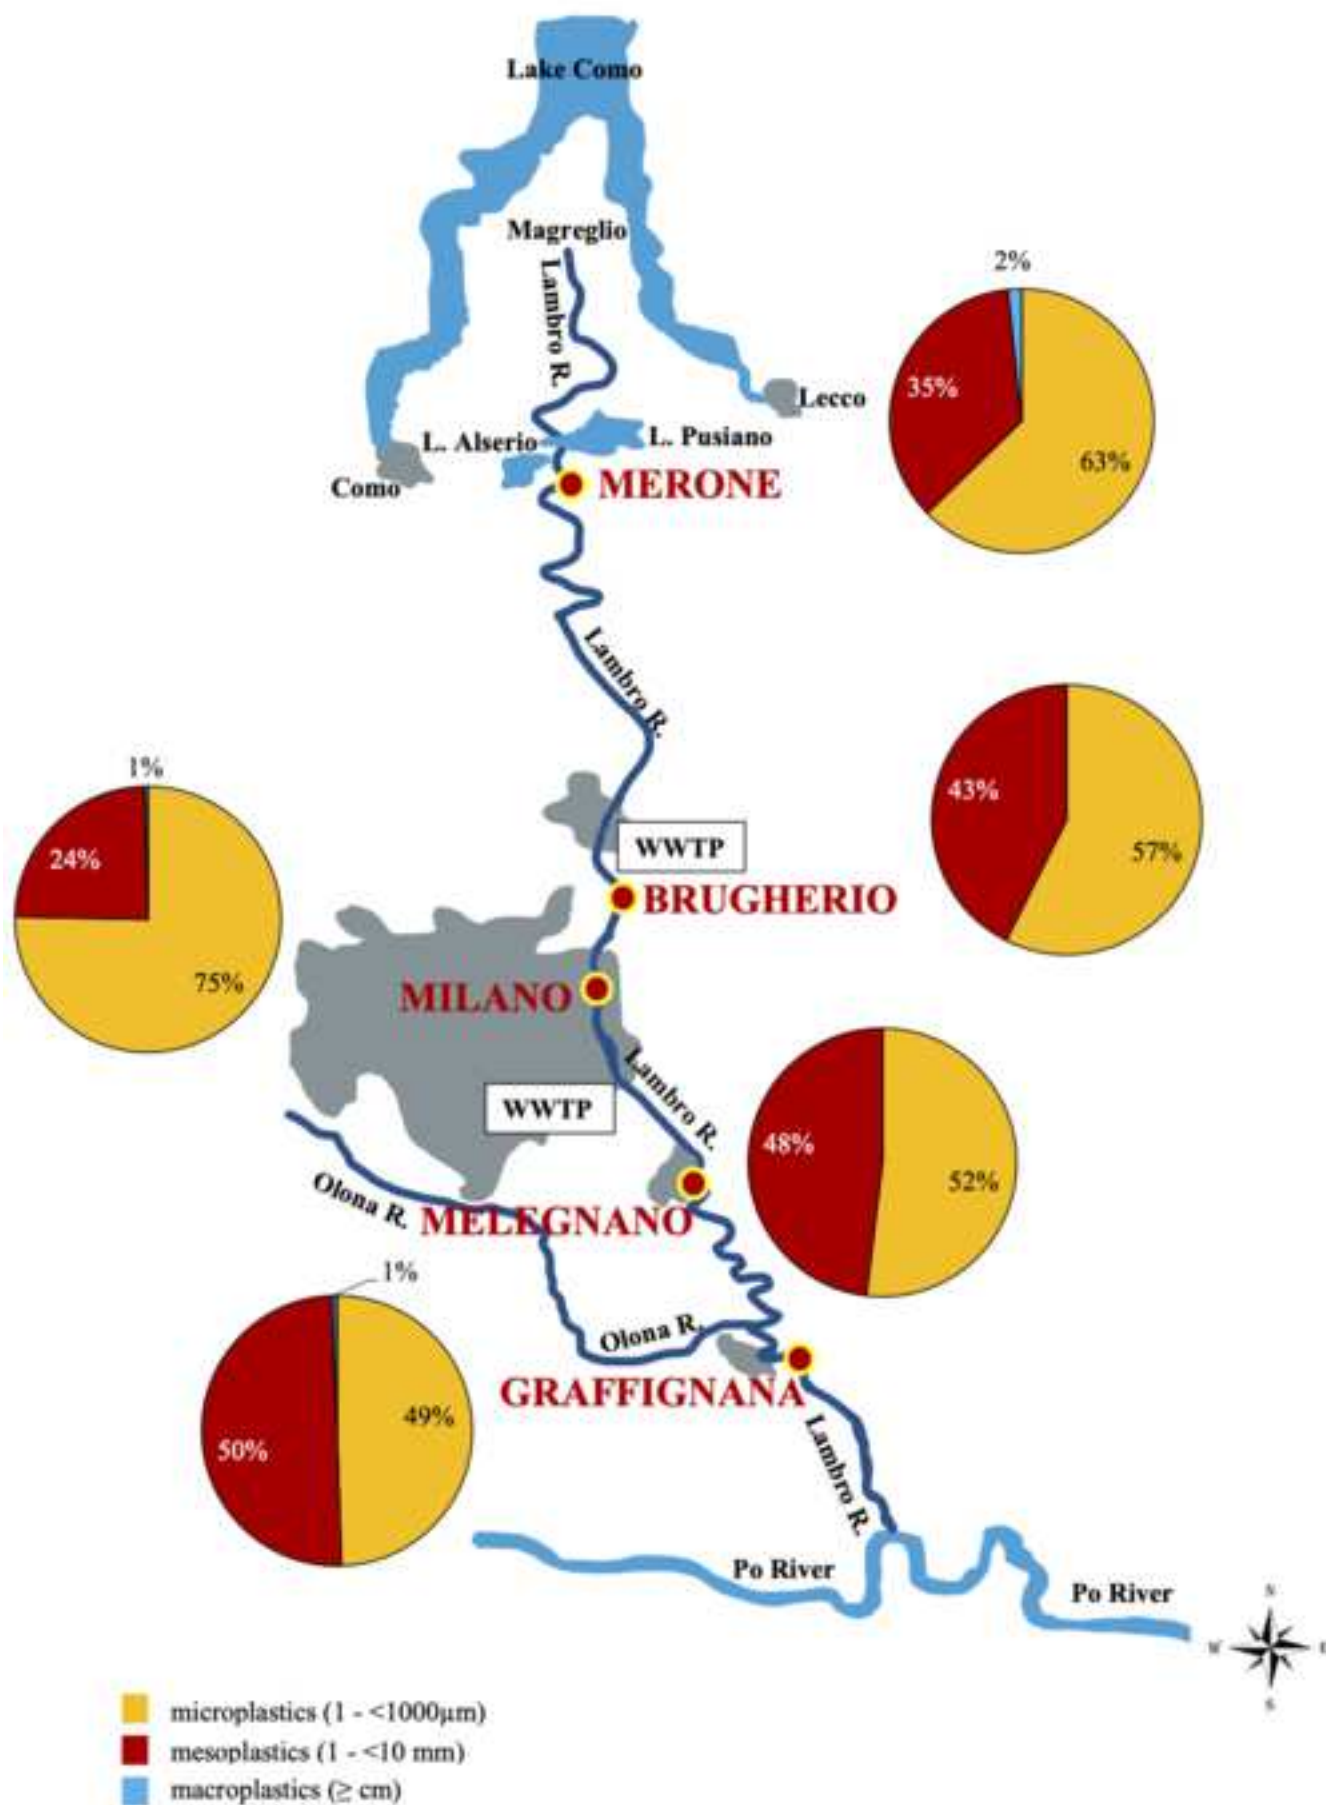 Lake Como
Magreglio
Lambro R.
2%
35%
63%
Lecco
L. Alserio
L. Pusiano
Como
MERONE
Lambro R.
43%
57%
1%
24%
75%
WWTP
BRUGHERIO
MILANO
Lambro R.
WWTP
48%
52%
Olona R.
MELEGNANO
1%
50%
49%
Olona R.
GRAFFIGNANA
Lambro R.
Po River
Po River
N
W
E
S
microplastics (1 - <1000µm)
mesoplastics (1 - <10 mm)
macroplastics (≥ cm)